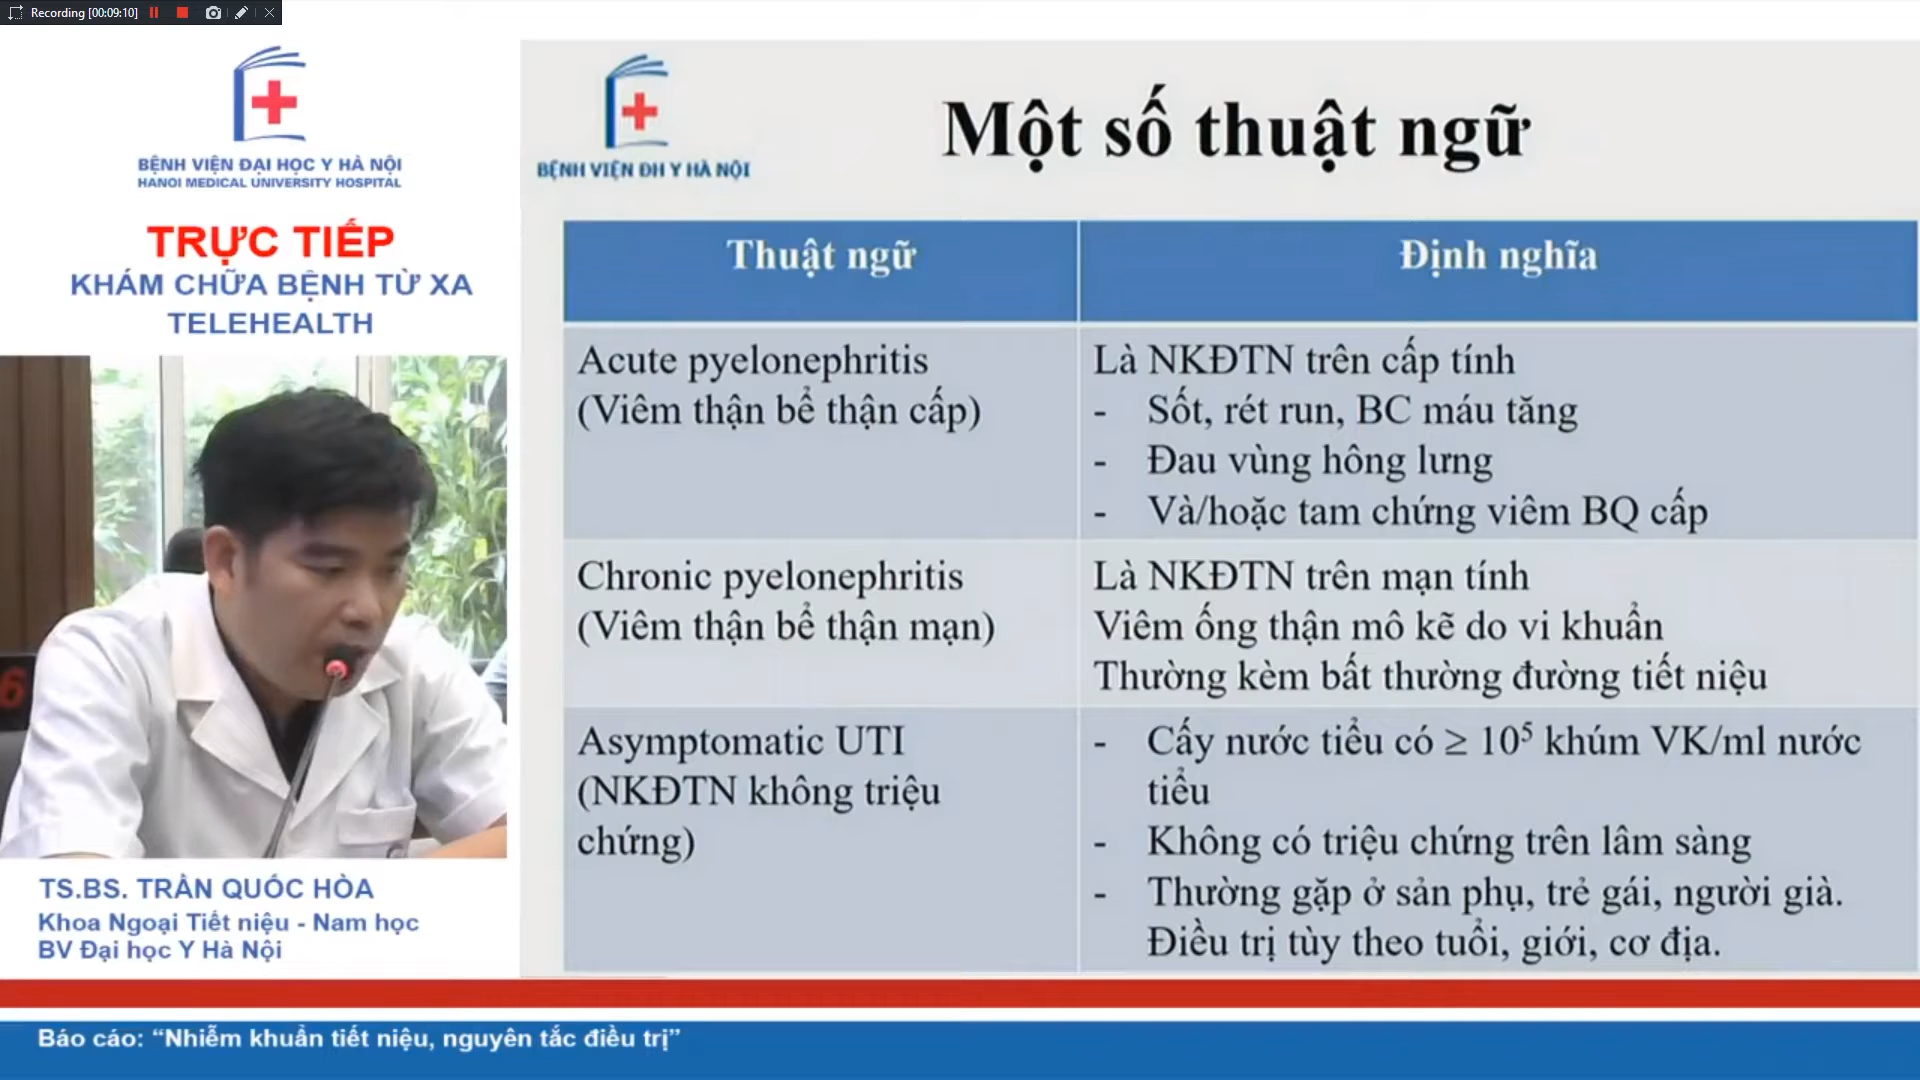 Recording [00:09:10]
BỆNH VIỆN ĐẠI HỌC Y HÀ NỘI
HANOI MEDICAL UNIVERSITY HOSPITAL
TRỰC TIẾP
KHÁM CHỮA BỆNH TỪ XA
TELEHEALTH
6
TS.BS. TRẦN QUỐC HÒA
Khoa Ngoại Tiết niệu - Nam học
BV Đại học Y Hà Nội
BỆNH VIỆN ĐH Y HÀ NỘI
Một số thuật ngữ
Thuật ngữ
Định nghĩa
Acute pyelonephritis
(Viêm thận bể thận cấp)
Là NKĐTN trên cấp tính
- Sốt, rét run, BC máu tăng
- Đau vùng hông lưng
- Và/hoặc tam chứng viêm BQ cấp
Chronic pyelonephritis
(Viêm thận bể thận mạn)
Là NKĐTN trên mạn tính
Viêm ống thận mô kẽ do vi khuẩn
Thường kèm bất thường đường tiết niệu
Asymptomatic UTI
(NKĐTN không triệu
chứng)
- Cấy nước tiểu có ≥ 10⁵ khúm VK/ml nước
tiểu
- Không có triệu chứng trên lâm sàng
- Thường gặp ở sản phụ, trẻ gái, người già.
Điều trị tùy theo tuổi, giới, cơ địa.
Báo cáo: “Nhiễm khuẩn tiết niệu, nguyên tắc điều trị”